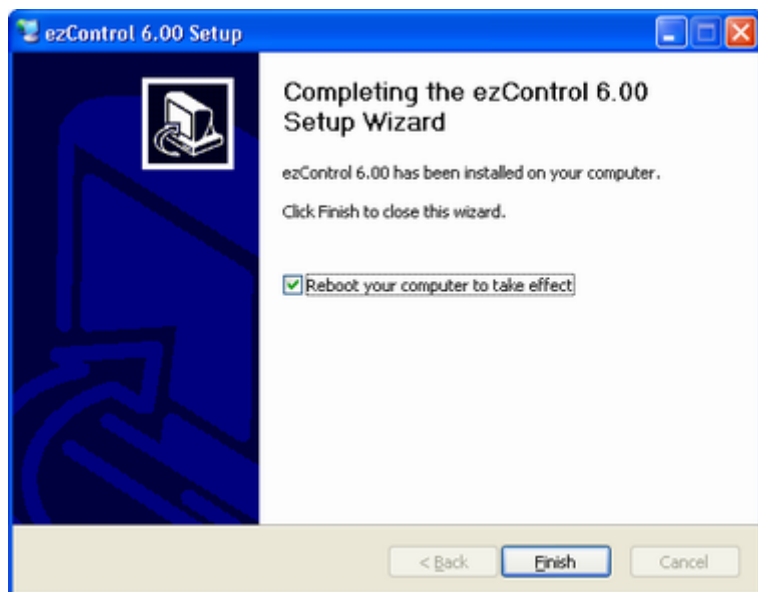 ezControl 6.00 Setup
Completing the ezControl 6.00
Setup Wizard
ezControl 6.00 has been installed on your computer.
Click Finish to close this wizard.
Reboot your computer to take effect
< Back
Finish
Cancel